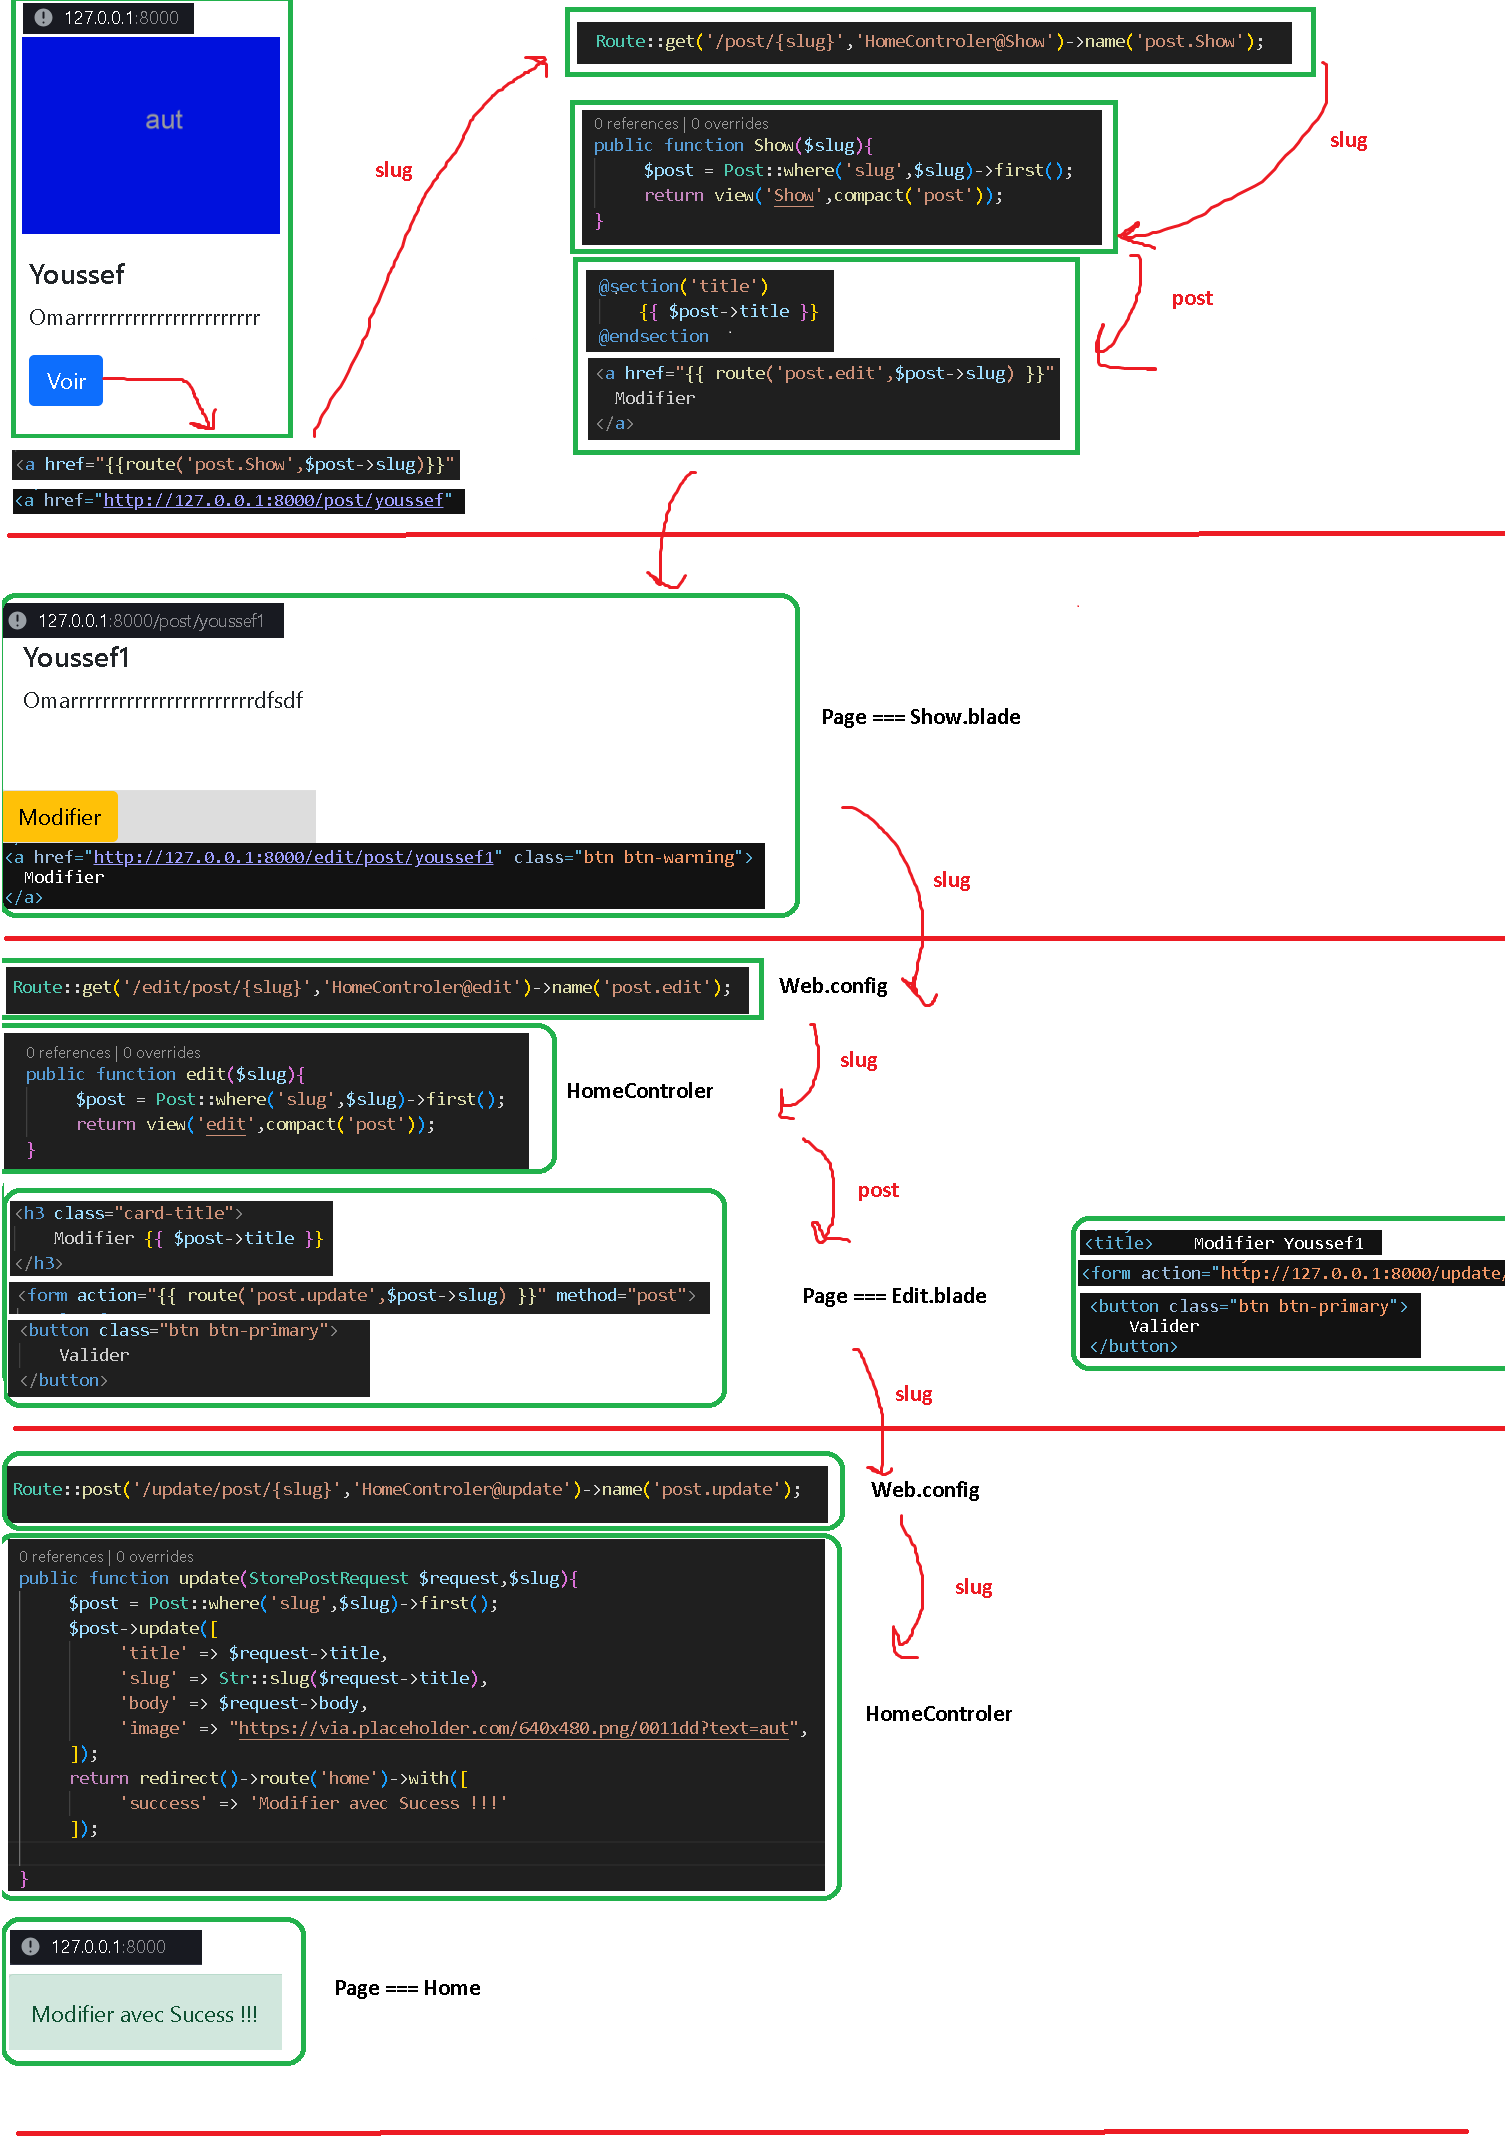 127.0.0.1:8000
aut
Youssef
Omarrrrrrrrrrrrrrrrrrrrrrr
Voir
<a href="{{route('post.Show',$post->slug)}}"
<a href="http://127.0.0.1:8000/post/youssef"
slug
Route::get('/post/{slug}','HomeControler@Show')->name('post.Show');
slug
0 references | 0 overrides
public function Show($slug){
$post = Post::where('slug',$slug)->first();
return view('Show',compact('post'));
}
post
@section('title')
{{ $post->title }}
@endsection
<a href="{{ route('post.edit',$post->slug) }}"
Modifier
</a>
127.0.0.1:8000/post/youssef1
Youssef1
Omarrrrrrrrrrrrrrrrrrrrrrrdfsdf
Page === Show.blade
Modifier
<a href="http://127.0.0.1:8000/edit/post/youssef1" class="btn btn-warning">
Modifier
</a>
slug
Route::get('/edit/post/{slug}','HomeControler@edit')->name('post.edit');
Web.config
slug
0 references | 0 overrides
public function edit($slug){
$post = Post::where('slug',$slug)->first();
return view('edit',compact('post'));
}
HomeControler
post
<h3 class="card-title">
Modifier {{ $post->title }}
</h3>
<form action="{{ route('post.update',$post->slug) }}" method="post">
<button class="btn btn-primary">
Valider
</button>
Page === Edit.blade
<title> Modifier Youssef1
<form action="http://127.0.0.1:8000/update/
<button class="btn btn-primary">
Valider
</button>
slug
Route::post('/update/post/{slug}','HomeControler@update')->name('post.update');
Web.config
slug
0 references | 0 overrides
public function update(StorePostRequest $request,$slug){
$post = Post::where('slug',$slug)->first();
$post->update([
'title' => $request->title,
'slug' => Str::slug($request->title),
'body' => $request->body,
'image' => "https://via.placeholder.com/640x480.png/0011dd?text=aut",
]);
return redirect()->route('home')->with([
'success' => 'Modifier avec Sucess !!!'
]);
}
HomeControler
127.0.0.1:8000
Modifier avec Sucess !!!
Page === Home